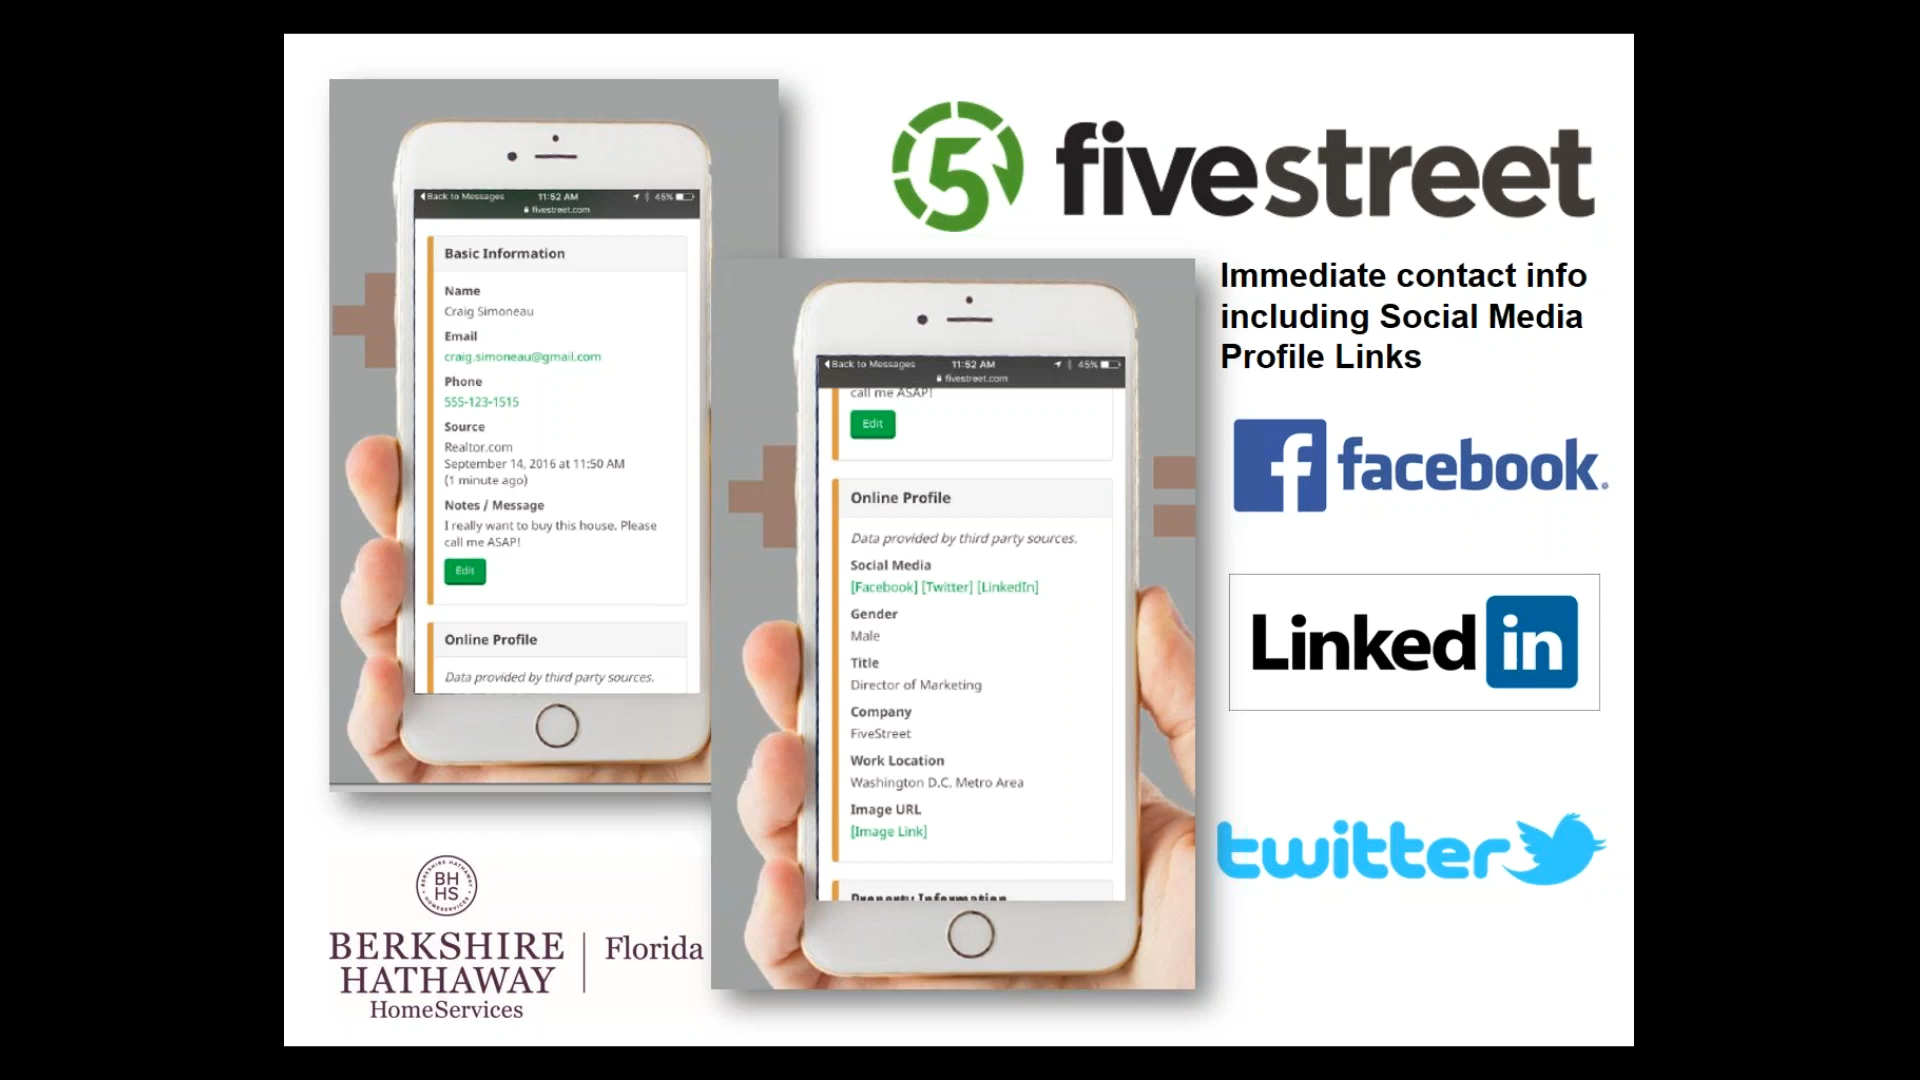 Back to Messages 11:52 AM 45%
fivestreet.com
Basic Information
Name
Craig Simoneau
Email
craig.simoneau@gmail.com
Phone
555-123-1515
Source
Realtor.com
September 14, 2016 at 11:50 AM
(1 minute ago)
Notes / Message
I really want to buy this house. Please
call me ASAP!
Edit
Online Profile
Data provided by third party sources.
Back to Messages 11:52 AM 45%
fivestreet.com
call me ASAP!
Edit
Online Profile
Data provided by third party sources.
Social Media
[Facebook] [Twitter] [LinkedIn]
Gender
Male
Title
Director of Marketing
Company
FiveStreet
Work Location
Washington D.C. Metro Area
Image URL
[Image Link]
Property Information
5 fivestreet
Immediate contact info
including Social Media
Profile Links
f facebook
Linked in
twitter
BERKSHIRE HATHAWAY
HOMESERVICES
BH
HS
BERKSHIRE
HATHAWAY
HomeServices
Florida